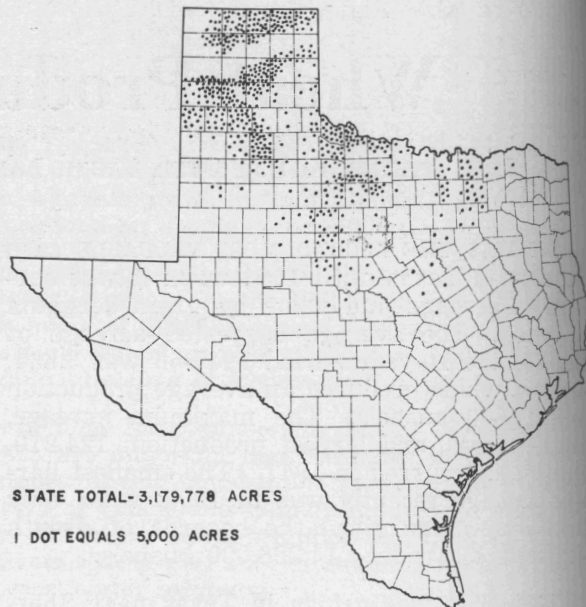 STATE TOTAL-3,179,778 ACRES
1 DOT EQUALS 5,000 ACRES